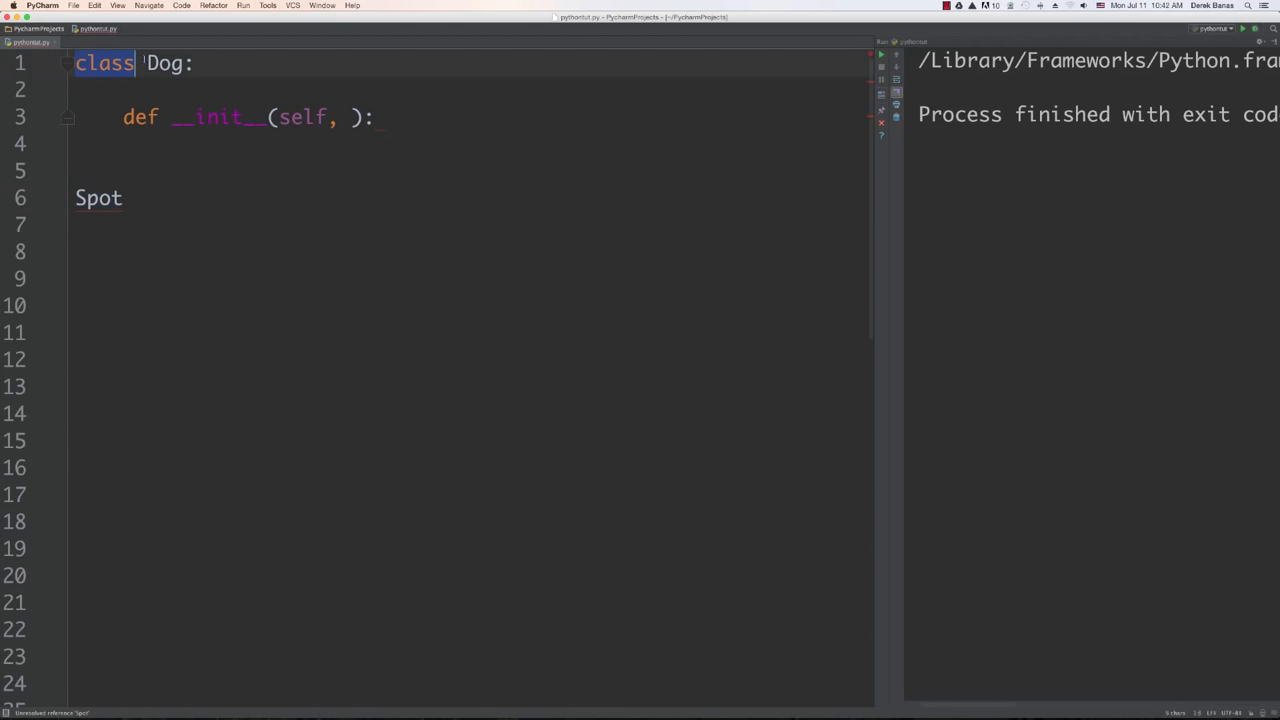 PyCharm File Edit View Navigate Code Refactor Run Tools VCS Window Help 10 Mon Jul 11 10:42 AM Derek Banas
pythontut.py - PycharmProjects - [~/PycharmProjects]
PycharmProjects pythontut.py pythontut
pythontut.py Run pythontut
1 class Dog:
2
3 def __init__(self, ):
4
5
6 Spot
7
8
9
10
11
12
13
14
15
16
17
18
19
20
21
22
23
24
/Library/Frameworks/Python.fra
Process finished with exit cod
Unresolved reference 'Spot' 5 chars 1:6 LF÷ UTF-8÷